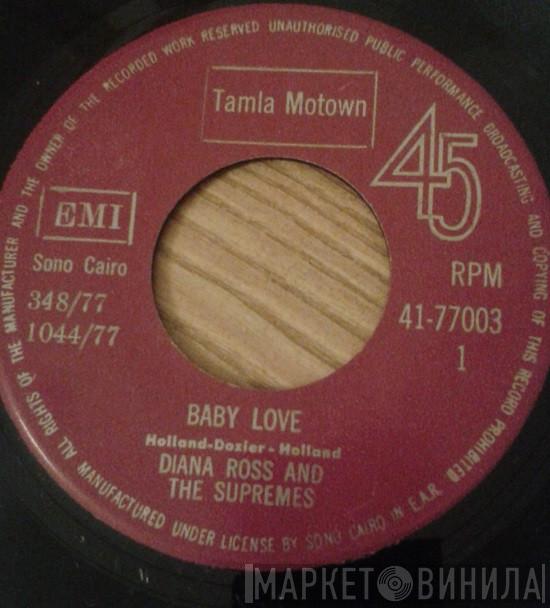 ALL RIGHTS OF THE MANUFACTURER AND THE OWNER OF THE RECORDED WORK RESERVED UNAUTHORISED PUBLIC PERFORMANCE BROADCASTING AND COPYING OF THIS RECORD PROHIBITED
Tamla Motown
45
EMI
Sono Cairo
348/77
1044/77
RPM
41-77003
1
BABY LOVE
Holland-Dozier-Holland
DIANA ROSS AND
THE SUPREMES
MANUFACTURED UNDER LICENSE BY SONO CAIRO IN E.A.R.
МАРКЕТ ВИНИЛА